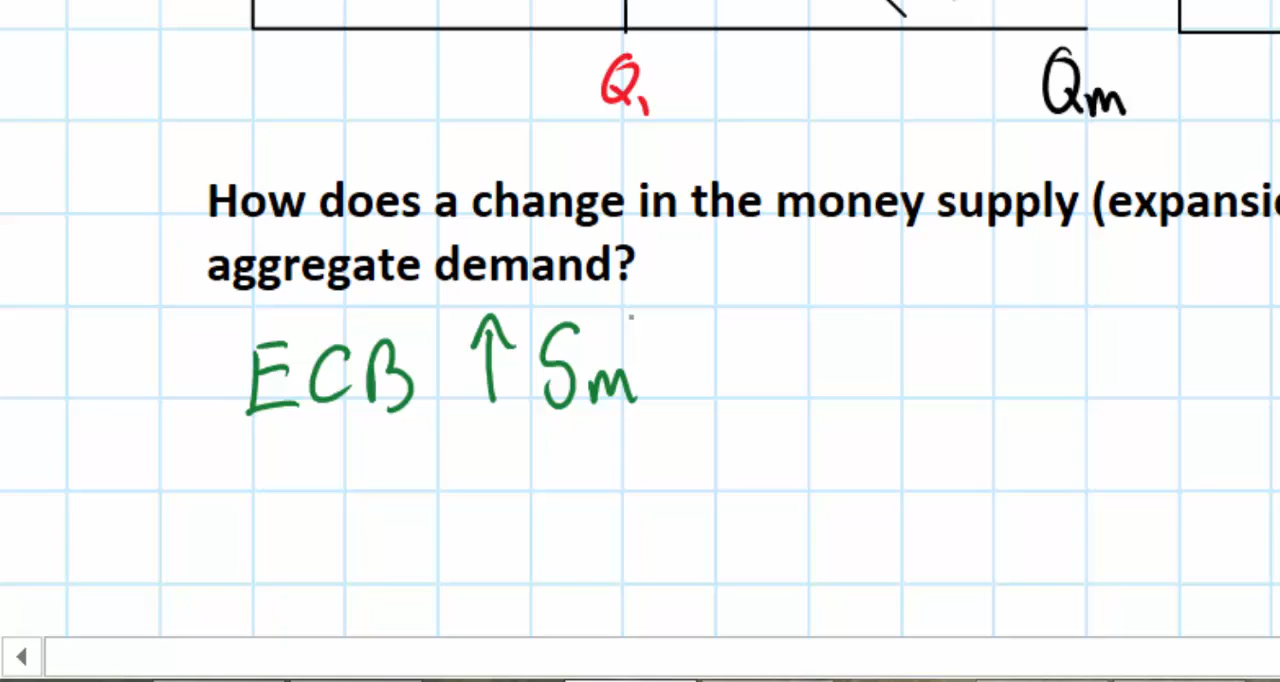 Q₁
Qm
How does a change in the money supply (expansi
aggregate demand?
ECB ↑ Sm